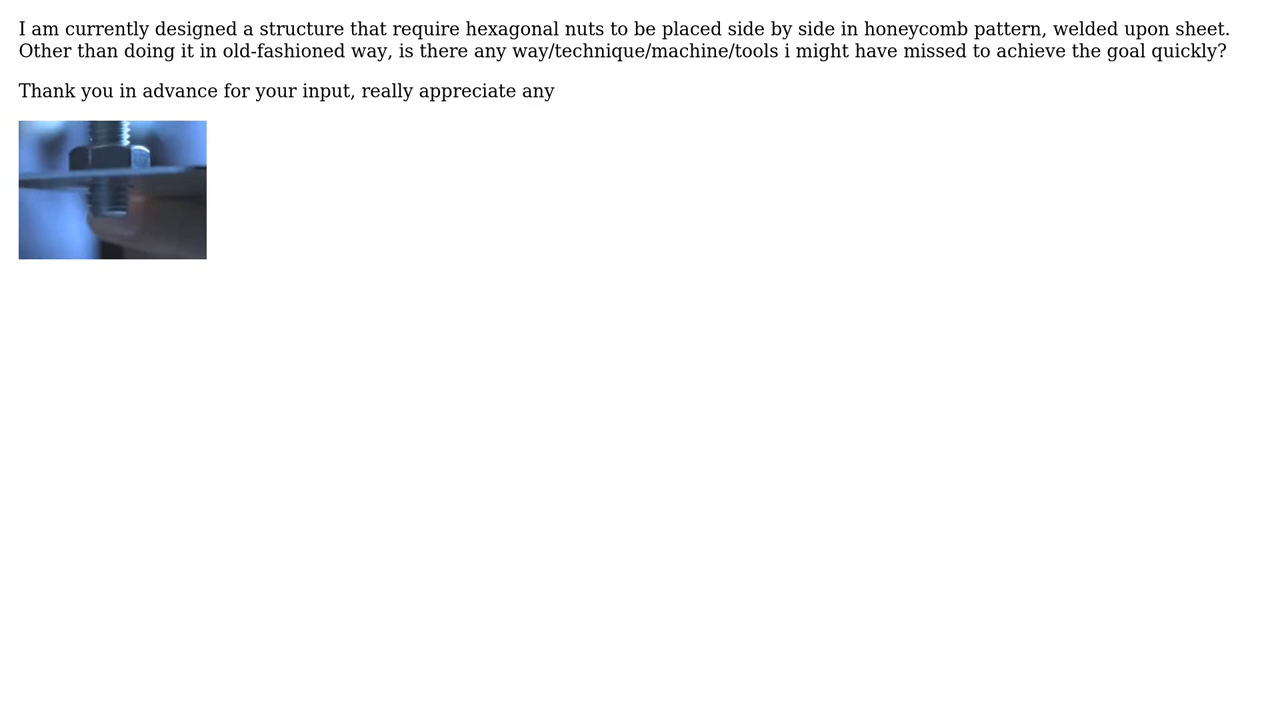 I am currently designed a structure that require hexagonal nuts to be placed side by side in honeycomb pattern, welded upon sheet.
Other than doing it in old-fashioned way, is there any way/technique/machine/tools i might have missed to achieve the goal quickly?
Thank you in advance for your input, really appreciate any